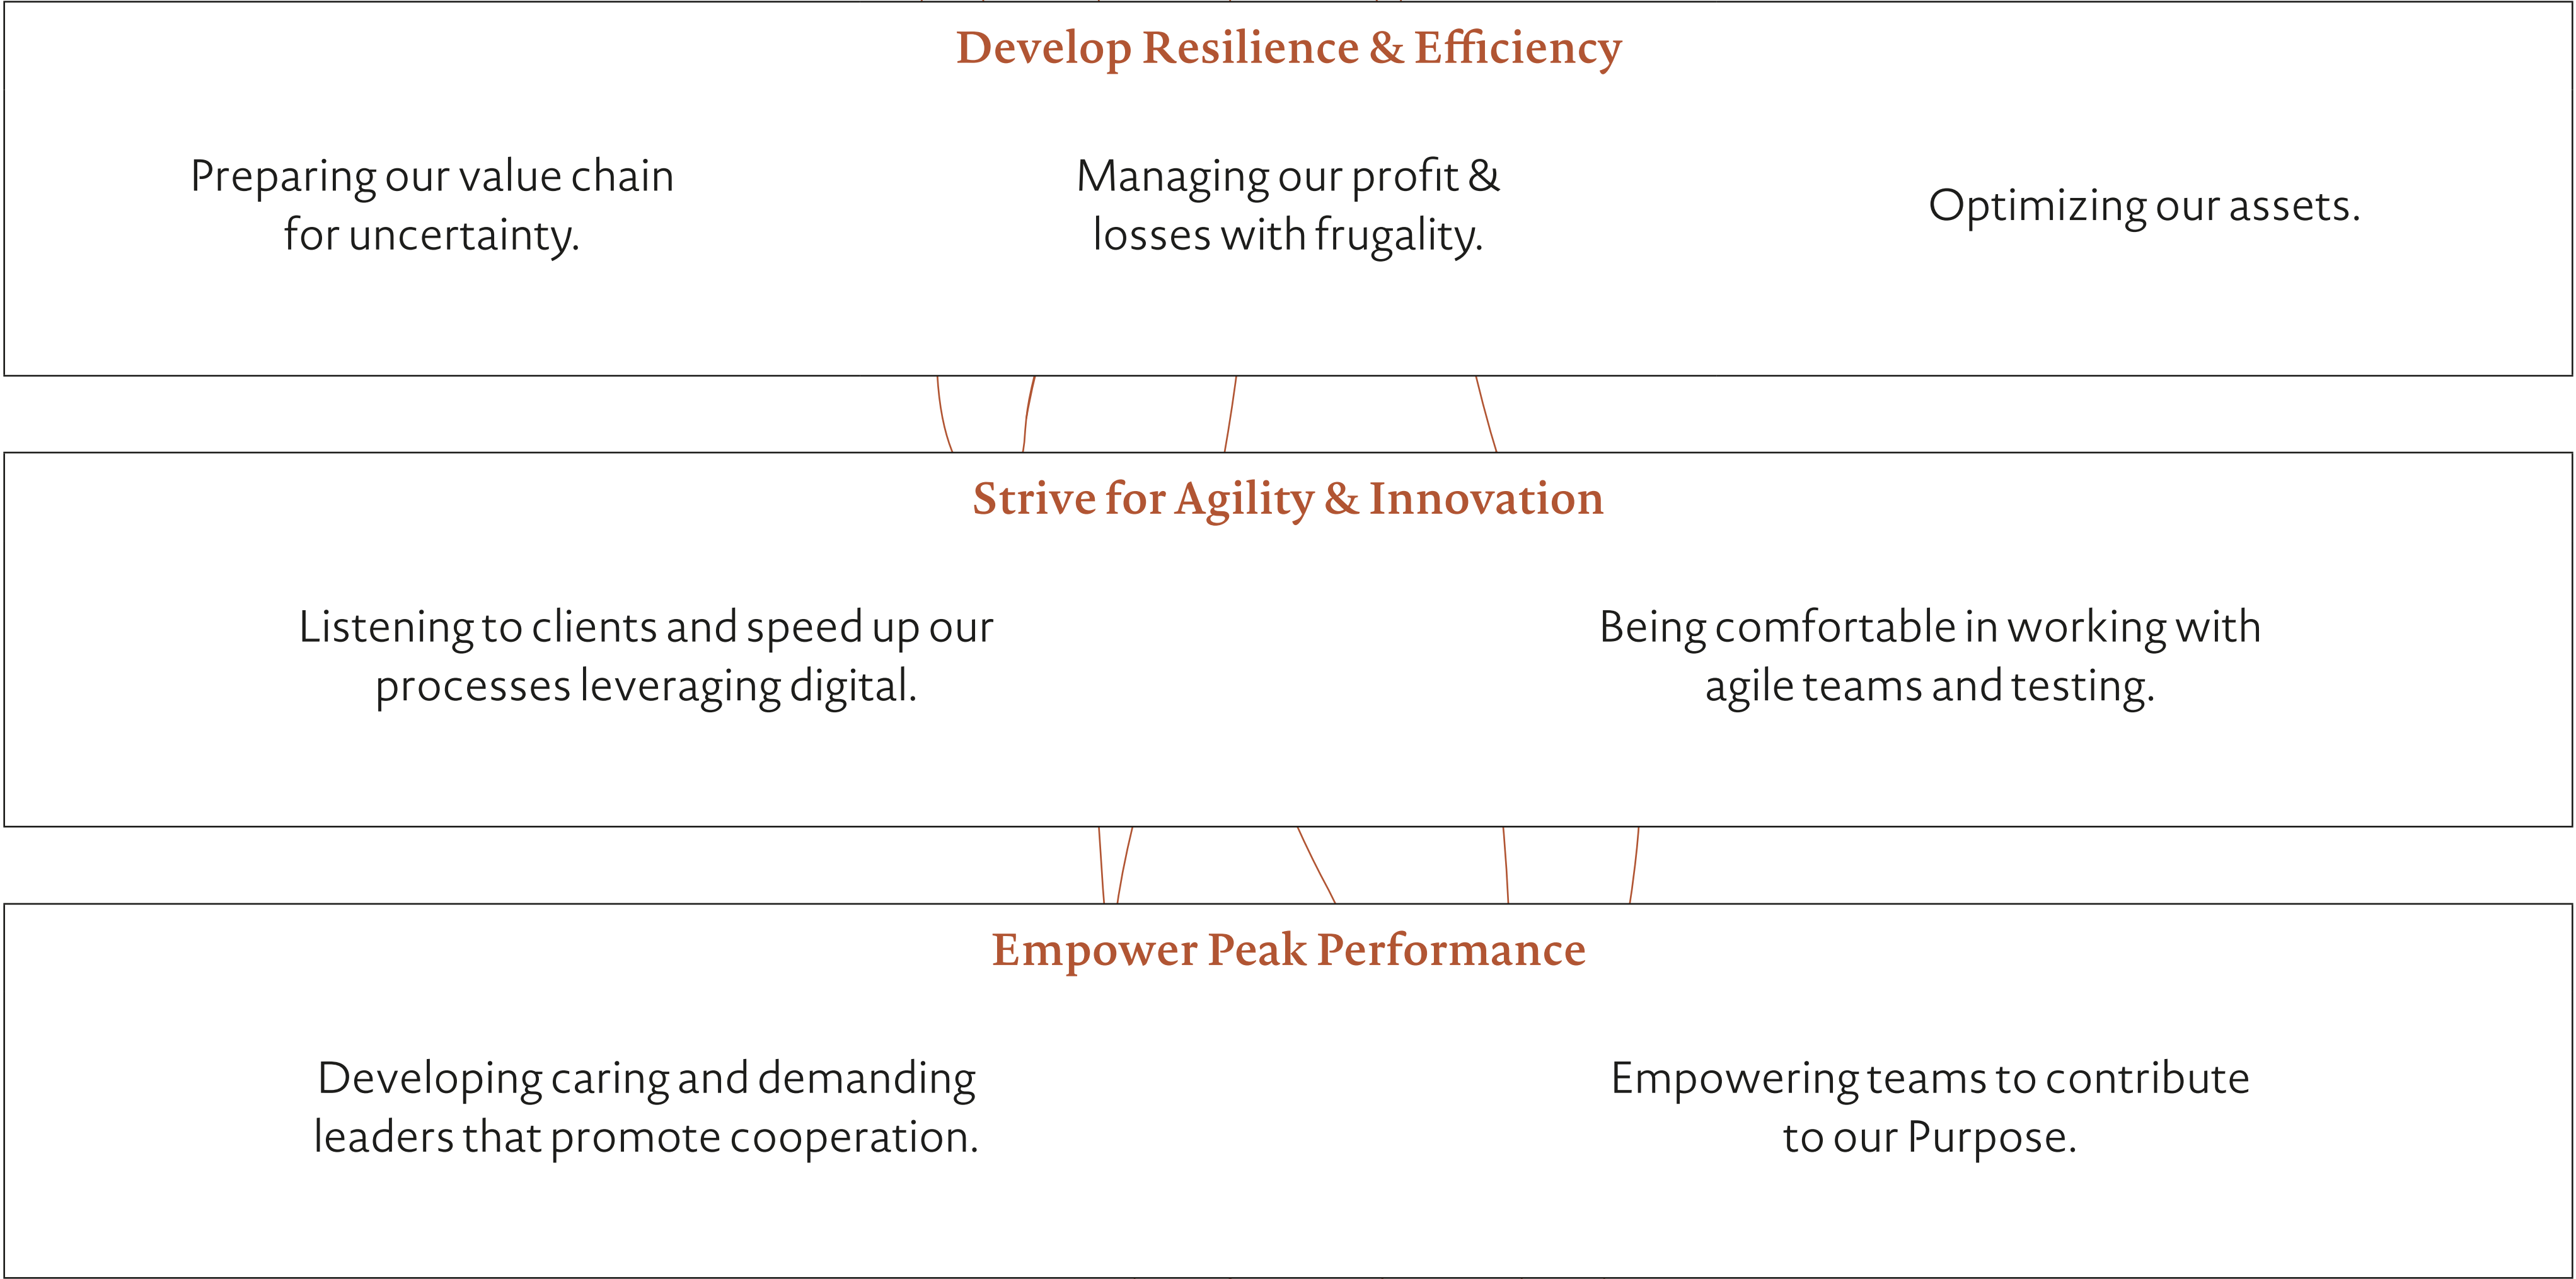 Develop Resilience & Efficiency
Preparing our value chain
for uncertainty.
Managing our profit &
losses with frugality.
Optimizing our assets.
Strive for Agility & Innovation
Listening to clients and speed up our
processes leveraging digital.
Being comfortable in working with
agile teams and testing.
Empower Peak Performance
Developing caring and demanding
leaders that promote cooperation.
Empowering teams to contribute
to our Purpose.